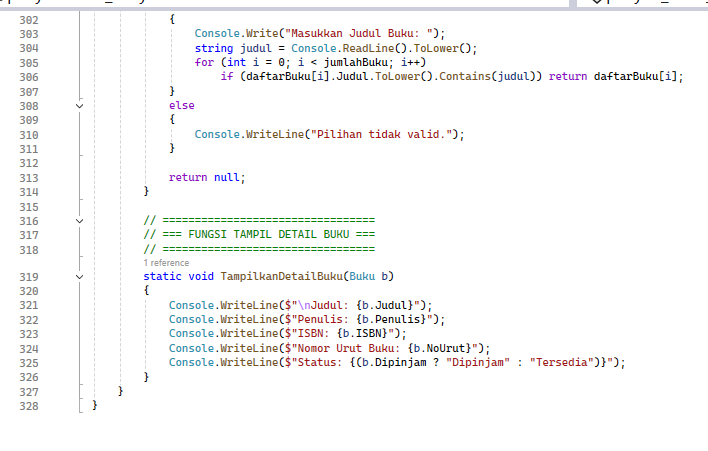 302 {
303 Console.Write("Masukkan Judul Buku: ");
304 string judul = Console.ReadLine().ToLower();
305 for (int i = 0; i < jumlahBuku; i++)
306 if (daftarBuku[i].Judul.ToLower().Contains(judul)) return daftarBuku[i];
307 }
308 else
309 {
310 Console.WriteLine("Pilihan tidak valid.");
311 }
312
313 return null;
314 }
315
316 // =================================
317 // === FUNGSI TAMPIL DETAIL BUKU ===
318 // =================================
1 reference
319 static void TampilkanDetailBuku(Buku b)
320 {
321 Console.WriteLine($"\nJudul: {b.Judul}");
322 Console.WriteLine($"Penulis: {b.Penulis}");
323 Console.WriteLine($"ISBN: {b.ISBN}");
324 Console.WriteLine($"Nomor Urut Buku: {b.NoUrut}");
325 Console.WriteLine($"Status: {(b.Dipinjam ? "Dipinjam" : "Tersedia")}");
326 }
327 }
328 }